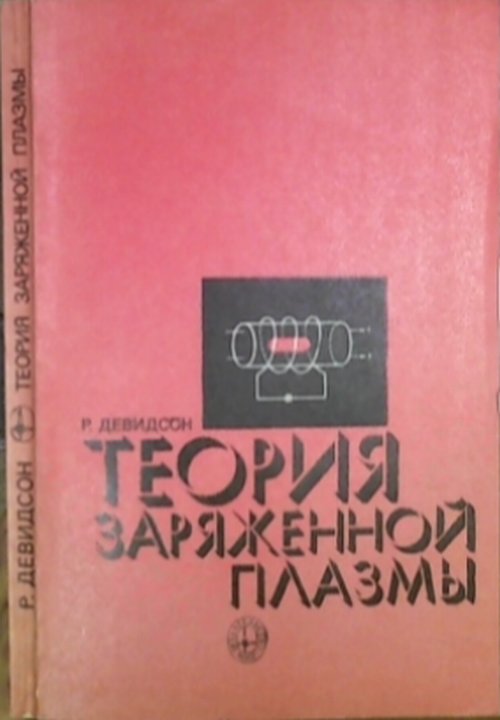 Р. ДЕВИДСОН ТЕОРИЯ ЗАРЯЖЕННОЙ ПЛАЗМЫ
Р. ДЕВИДСОН
ТЕОРИЯ
ЗАРЯЖЕННОЙ
ПЛАЗМЫ